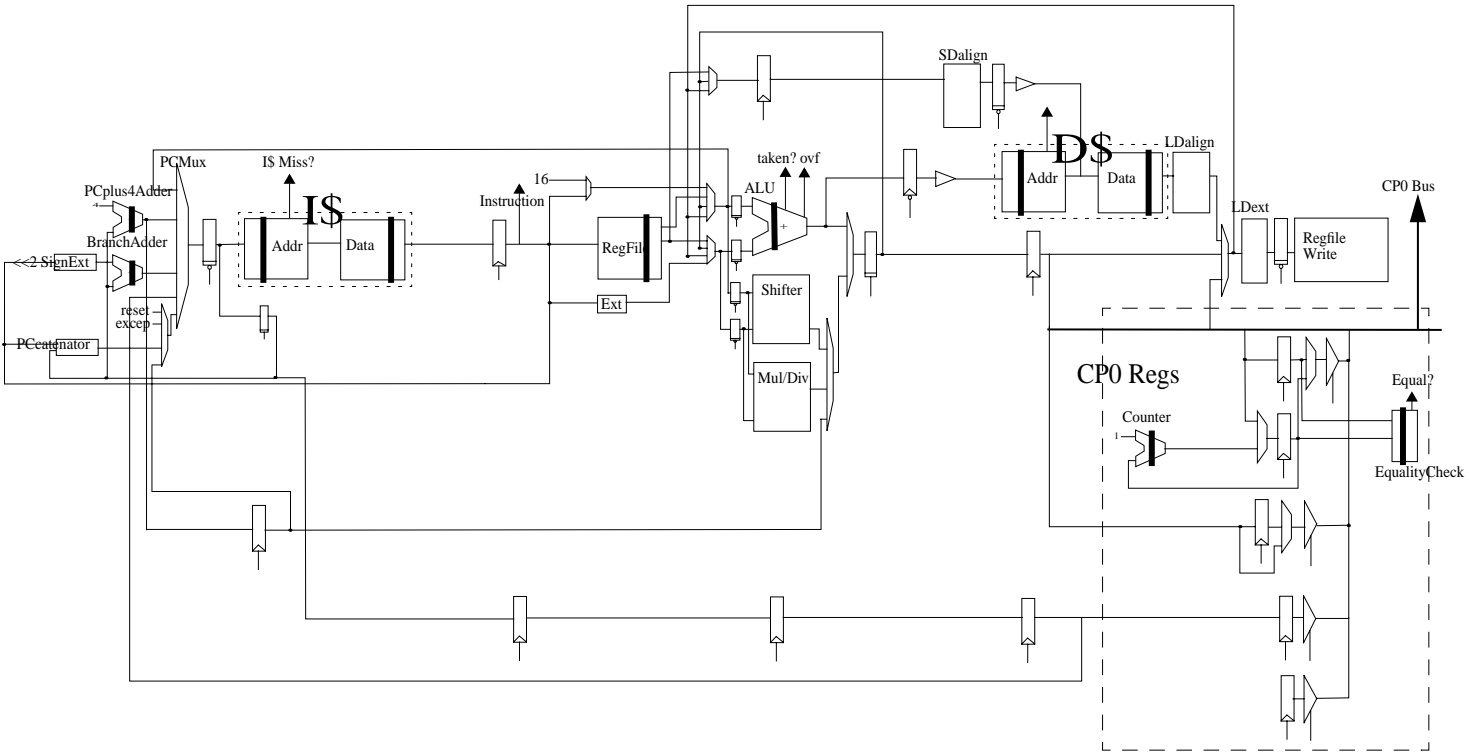 SDalign
PCMux
I$ Miss?
taken? ovf
D$
LDalign
16
PCplus4Adder
4
I$
Instruction
ALU
Addr
Data
CP0 Bus
BranchAdder
Addr
Data
RegFile
+
LDext
Regfile
Write
<<2 SignExt
Shifter
Ext
reset
excep
PCcatenator
Mul/Div
CP0 Regs
Equal?
Counter
1
EqualityCheck